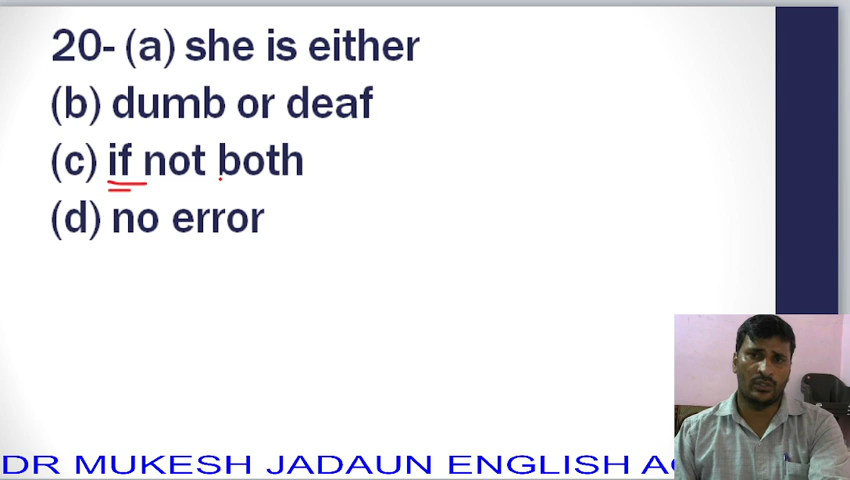 20- (a) she is either
(b) dumb or deaf
(c) if not both
(d) no error
DR MUKESH JADAUN ENGLISH